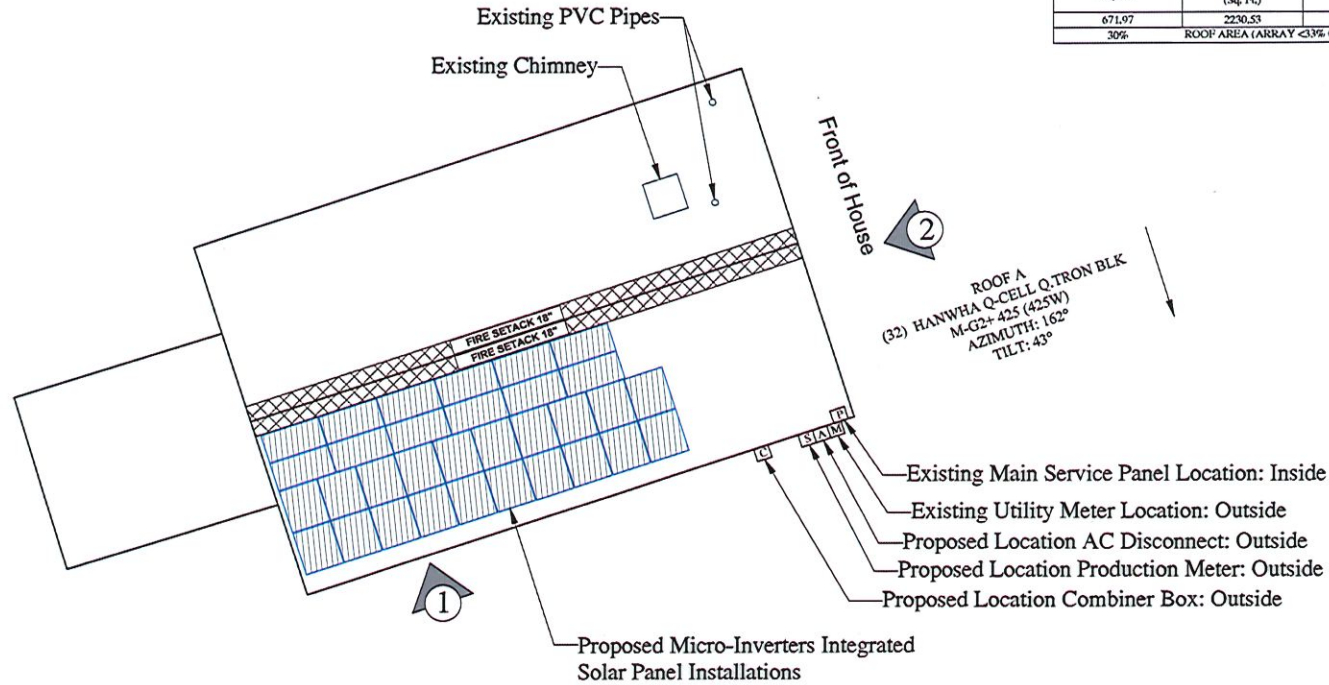 (Sq. Ft.)
671.97 2230.53
30% ROOF AREA (ARRAY <33%
Existing PVC Pipes
Existing Chimney
Front of House
2
ROOF A
(32) HANWHA Q-CELL Q.TRON BLK
M-G2+ 425 (425W)
AZIMUTH: 162°
TILT: 43°
FIRE SETACK 18"
FIRE SETACK 18"
P
S A M
C
Existing Main Service Panel Location: Inside
Existing Utility Meter Location: Outside
Proposed Location AC Disconnect: Outside
Proposed Location Production Meter: Outside
Proposed Location Combiner Box: Outside
1
Proposed Micro-Inverters Integrated
Solar Panel Installations